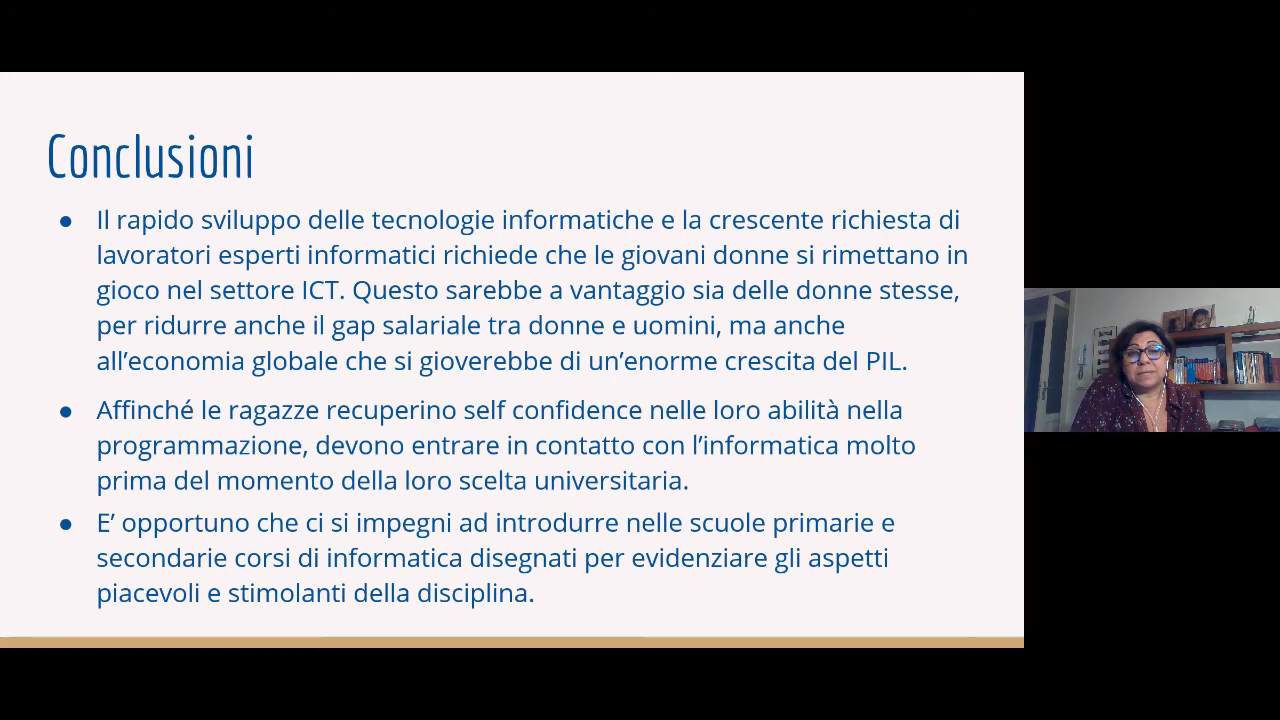 Conclusioni
● Il rapido sviluppo delle tecnologie informatiche e la crescente richiesta di
lavoratori esperti informatici richiede che le giovani donne si rimettano in
gioco nel settore ICT. Questo sarebbe a vantaggio sia delle donne stesse,
per ridurre anche il gap salariale tra donne e uomini, ma anche
all’economia globale che si gioverebbe di un’enorme crescita del PIL.
● Affinché le ragazze recuperino self confidence nelle loro abilità nella
programmazione, devono entrare in contatto con l’informatica molto
prima del momento della loro scelta universitaria.
● E’ opportuno che ci si impegni ad introdurre nelle scuole primarie e
secondarie corsi di informatica disegnati per evidenziare gli aspetti
piacevoli e stimolanti della disciplina.